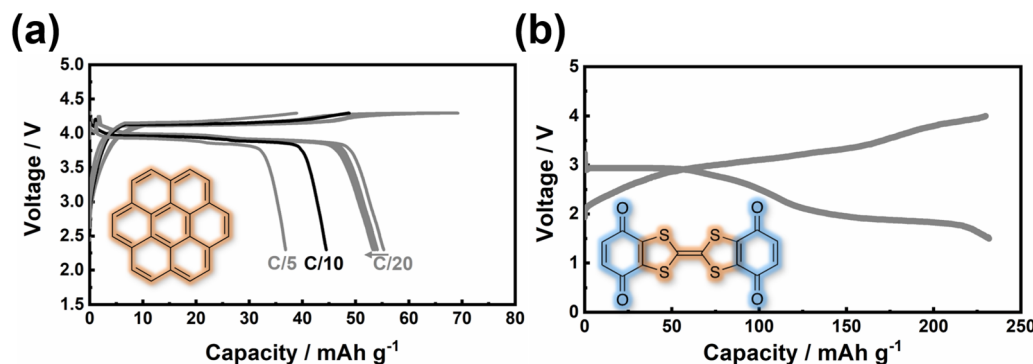 (a)
5.0
4.5
4.0
3.5
3.0
2.5
2.0
1.5
Voltage / V
C/5 C/10 C/20
0 10 20 30 40 50 60 70 80
Capacity / mAh g⁻¹
(b)
5
4
3
2
1
0
Voltage / V
O O
S S
S S
O O
0 50 100 150 200 250
Capacity / mAh g⁻¹